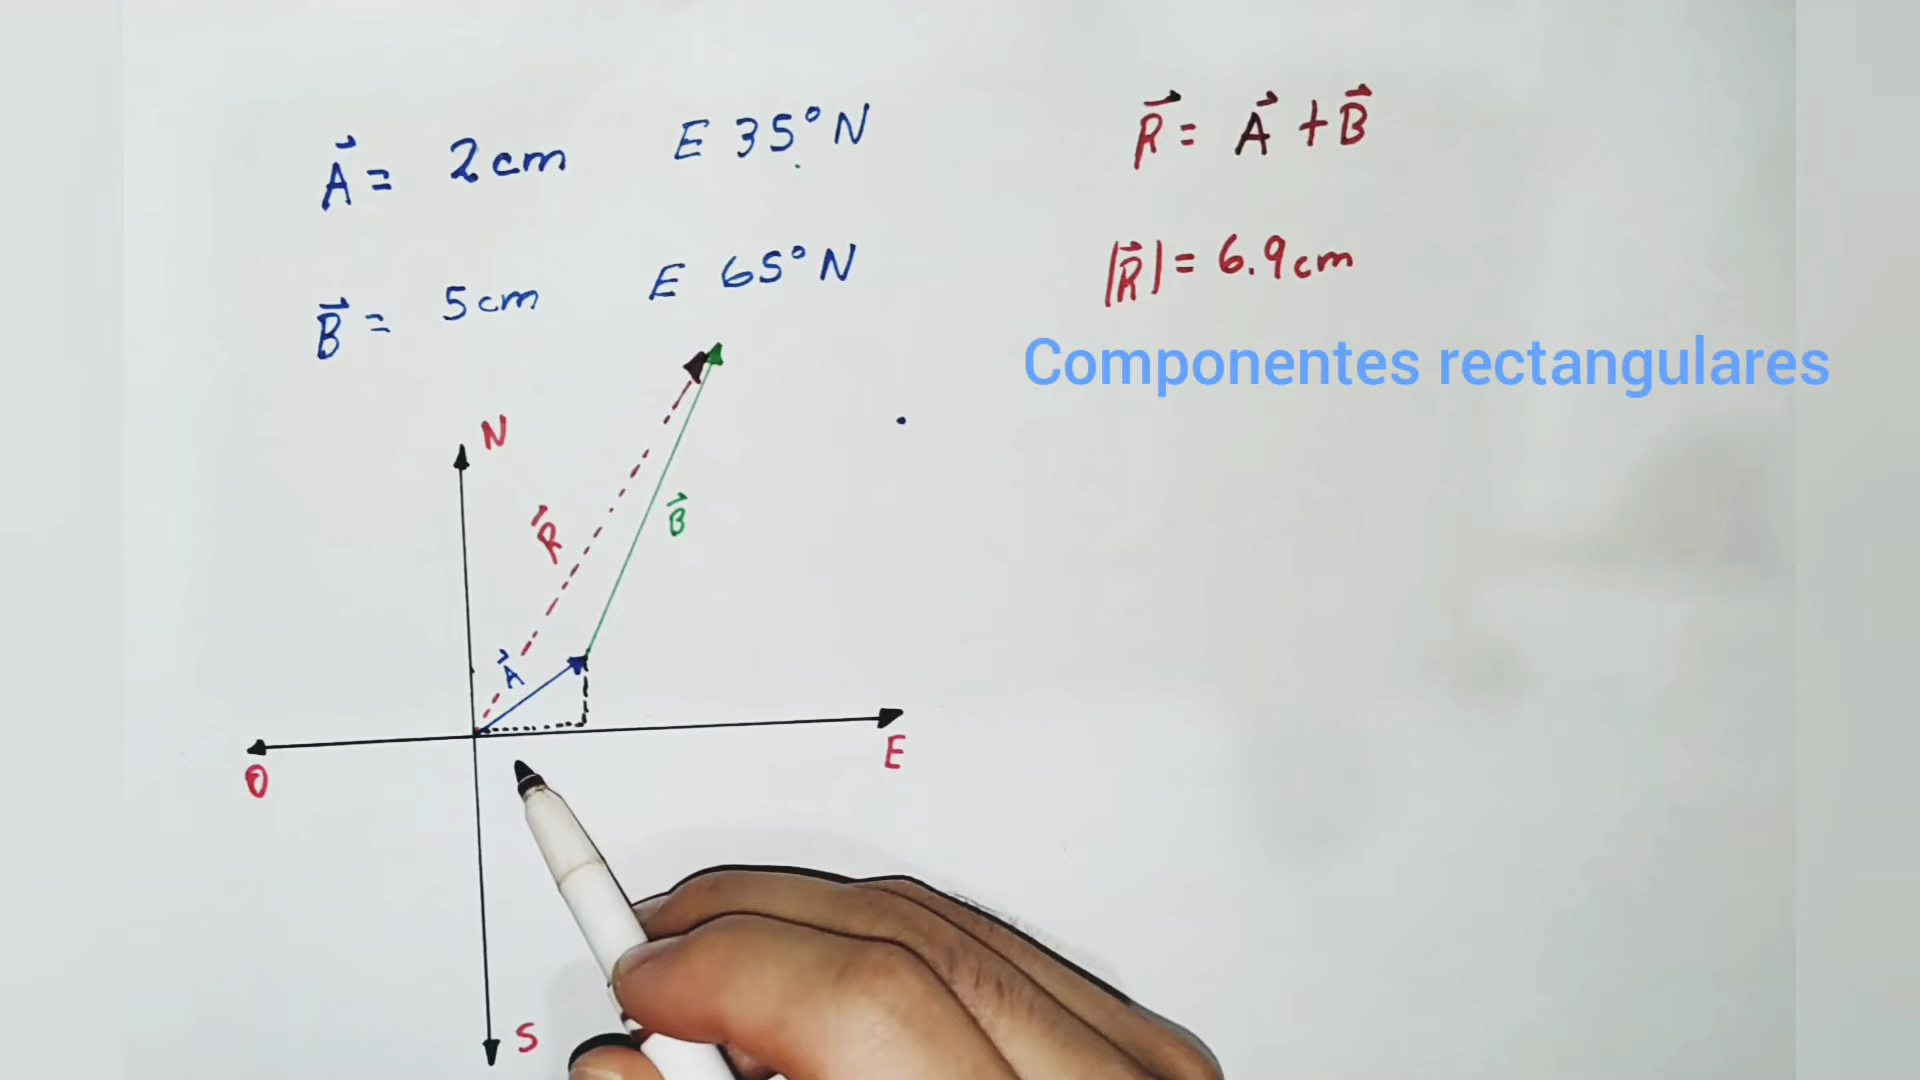 A⃗ = 2cm E 35° N
B⃗ = 5cm E 65° N
R⃗ = A⃗ + B⃗
|R⃗| = 6.9cm
Componentes rectangulares
N
R⃗
B⃗
A⃗
O
E
S